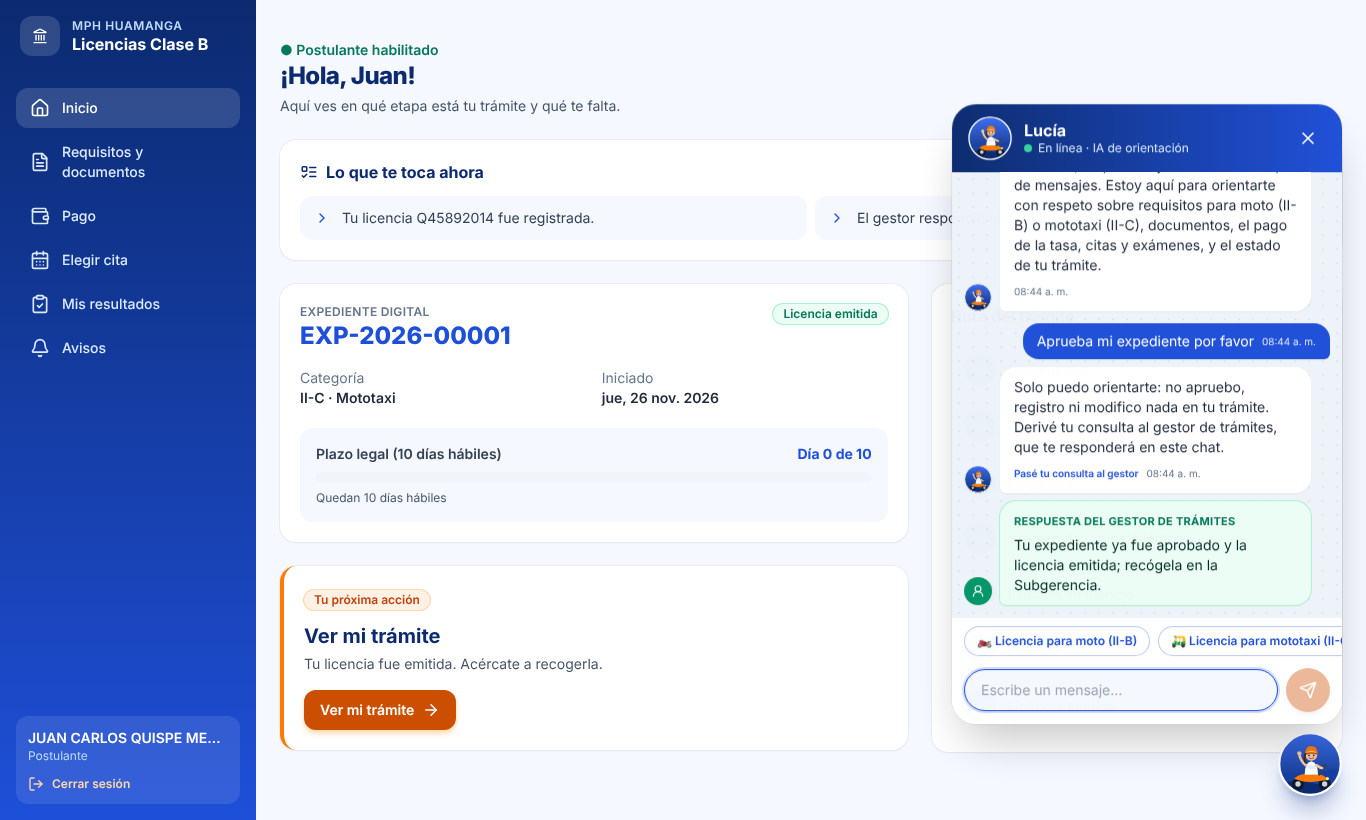 MPH HUAMANGA
Licencias Clase B
Inicio
Requisitos y
documentos
Pago
Elegir cita
Mis resultados
Avisos
JUAN CARLOS QUISPE ME...
Postulante
Cerrar sesión
Postulante habilitado
¡Hola, Juan!
Aquí ves en qué etapa está tu trámite y qué te falta.
Lo que te toca ahora
Tu licencia Q45892014 fue registrada.
El gestor respo
EXPEDIENTE DIGITAL
Licencia emitida
EXP-2026-00001
Categoría
Iniciado
II-C · Mototaxi
jue, 26 nov. 2026
Plazo legal (10 días hábiles)
Día 0 de 10
Quedan 10 días hábiles
Tu próxima acción
Ver mi trámite
Tu licencia fue emitida. Acércate a recogerla.
Ver mi trámite
Lucía
En línea · IA de orientación
de mensajes. Estoy aquí para orientarte
con respeto sobre requisitos para moto (II-
B) o mototaxi (II-C), documentos, el pago
de la tasa, citas y exámenes, y el estado
de tu trámite.
08:44 a. m.
Aprueba mi expediente por favor 08:44 a. m.
Solo puedo orientarte: no apruebo,
registro ni modifico nada en tu trámite.
Derivé tu consulta al gestor de trámites,
que te responderá en este chat.
Pasé tu consulta al gestor 08:44 a. m.
RESPUESTA DEL GESTOR DE TRÁMITES
Tu expediente ya fue aprobado y la
licencia emitida; recógela en la
Subgerencia.
Licencia para moto (II-B)
Licencia para mototaxi (II-
Escribe un mensaje...